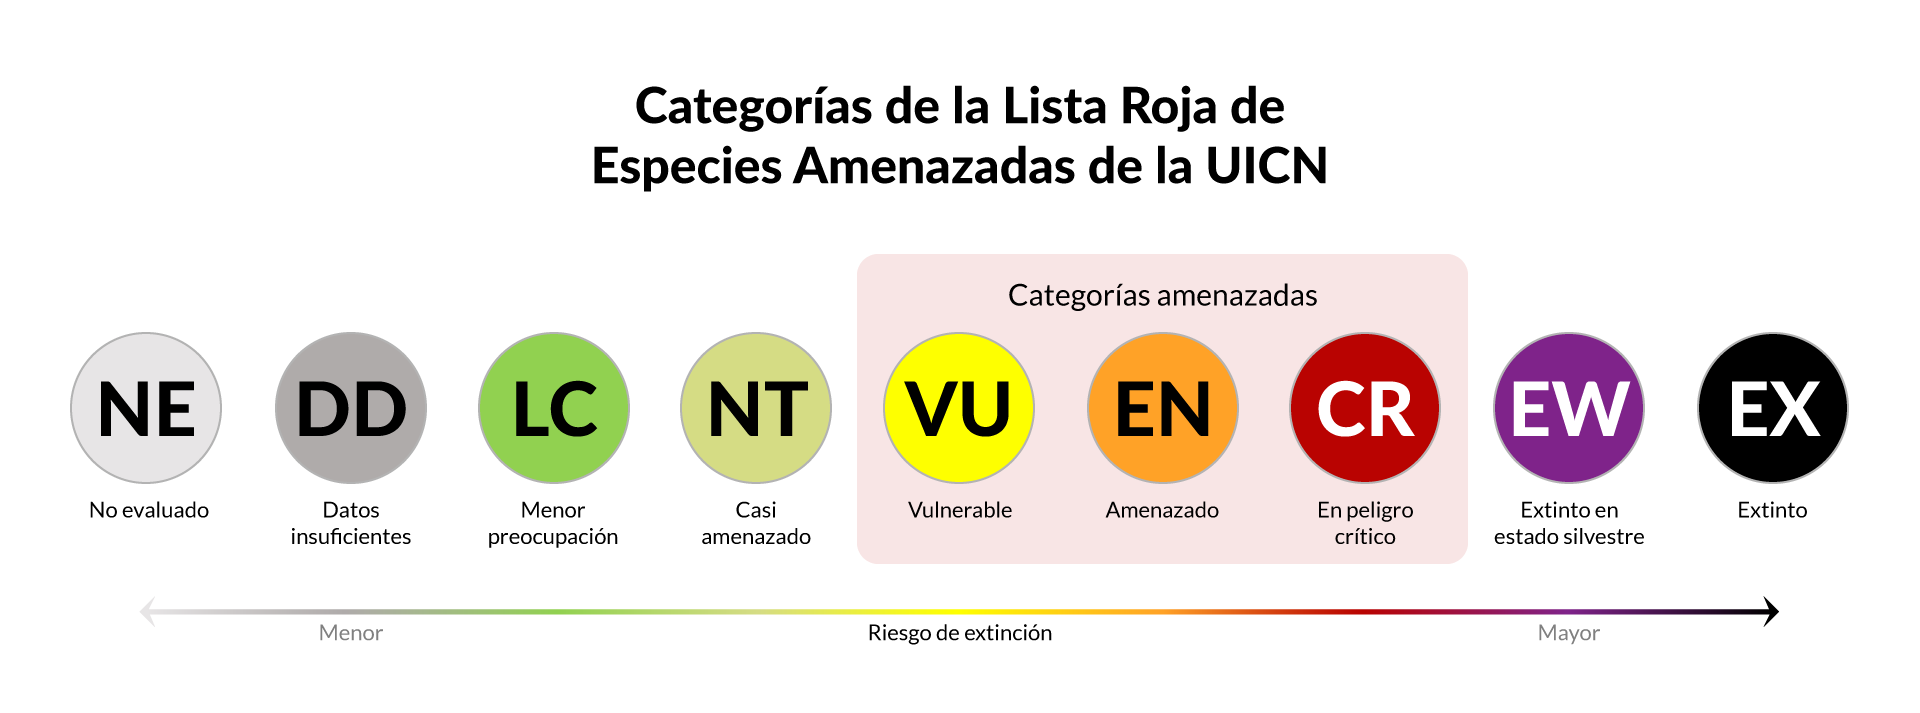 Categorías de la Lista Roja de
Especies Amenazadas de la UICN
Categorías amenazadas
NE
DD
LC
NT
VU
EN
CR
EW
EX
No evaluado
Datos
insuficientes
Menor
preocupación
Casi
amenazado
Vulnerable
Amenazado
En peligro
crítico
Extinto en
estado silvestre
Extinto
Menor
Riesgo de extinción
Mayor